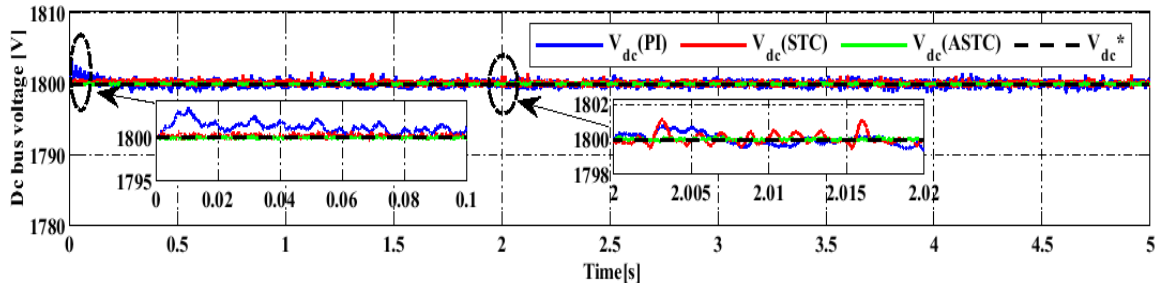 Dc bus voltage [V]
1810
1800
1790
1780
V_dc(PI) V_dc(STC) V_dc(ASTC) V_dc*
1800
1795
0 0.02 0.04 0.06 0.08 0.1
1802
1800
1798
2 2.005 2.01 2.015 2.02
0 0.5 1 1.5 2 2.5 3 3.5 4 4.5 5
Time[s]